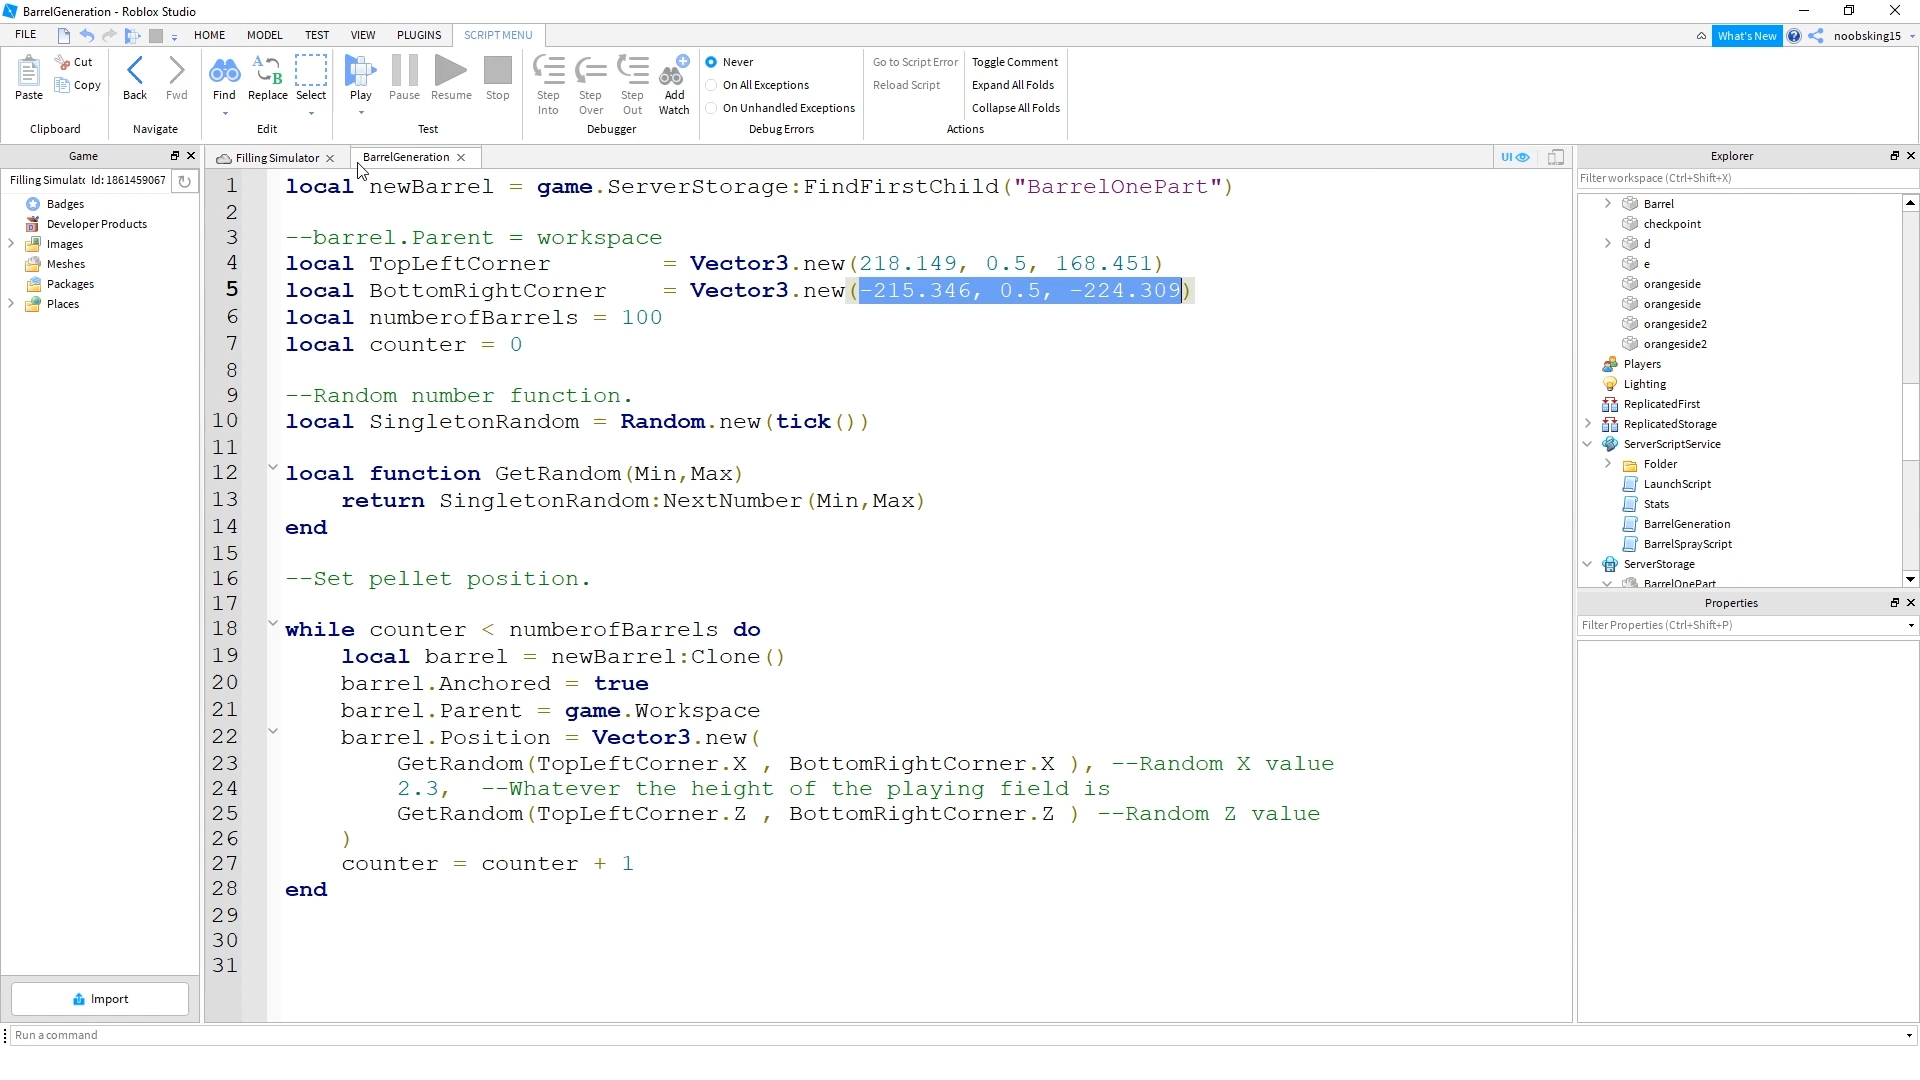 BarrelGeneration - Roblox Studio
FILE HOME MODEL TEST VIEW PLUGINS SCRIPT MENU What's New noobsking15
Paste Cut Copy Back Fwd Find Replace Select Play Pause Resume Stop Step Into Step Over Step Out Add Watch Never On All Exceptions On Unhandled Exceptions Go to Script Error Reload Script Toggle Comment Expand All Folds Collapse All Folds
Clipboard Navigate Edit Test Debugger Debug Errors Actions
Game
Filling Simulat Id: 1861459067
Badges
Developer Products
Images
Meshes
Packages
Places
Import
Filling Simulator BarrelGeneration UI
1 local newBarrel = game.ServerStorage:FindFirstChild("BarrelOnePart")
2
3 --barrel.Parent = workspace
4 local TopLeftCorner = Vector3.new(218.149, 0.5, 168.451)
5 local BottomRightCorner = Vector3.new(-215.346, 0.5, -224.309)
6 local numberofBarrels = 100
7 local counter = 0
8
9 --Random number function.
10 local SingletonRandom = Random.new(tick())
11
12 local function GetRandom(Min,Max)
13 return SingletonRandom:NextNumber(Min,Max)
14 end
15
16 --Set pellet position.
17
18 while counter < numberofBarrels do
19 local barrel = newBarrel:Clone()
20 barrel.Anchored = true
21 barrel.Parent = game.Workspace
22 barrel.Position = Vector3.new(
23 GetRandom(TopLeftCorner.X , BottomRightCorner.X ), --Random X value
24 2.3, --Whatever the height of the playing field is
25 GetRandom(TopLeftCorner.Z , BottomRightCorner.Z ) --Random Z value
26 )
27 counter = counter + 1
28 end
29
30
31
Explorer
Filter workspace (Ctrl+Shift+X)
Barrel
checkpoint
d
e
orangeside
orangeside
orangeside2
orangeside2
Players
Lighting
ReplicatedFirst
ReplicatedStorage
ServerScriptService
Folder
LaunchScript
Stats
BarrelGeneration
BarrelSprayScript
ServerStorage
BarrelOnePart
Properties
Filter Properties (Ctrl+Shift+P)
Run a command